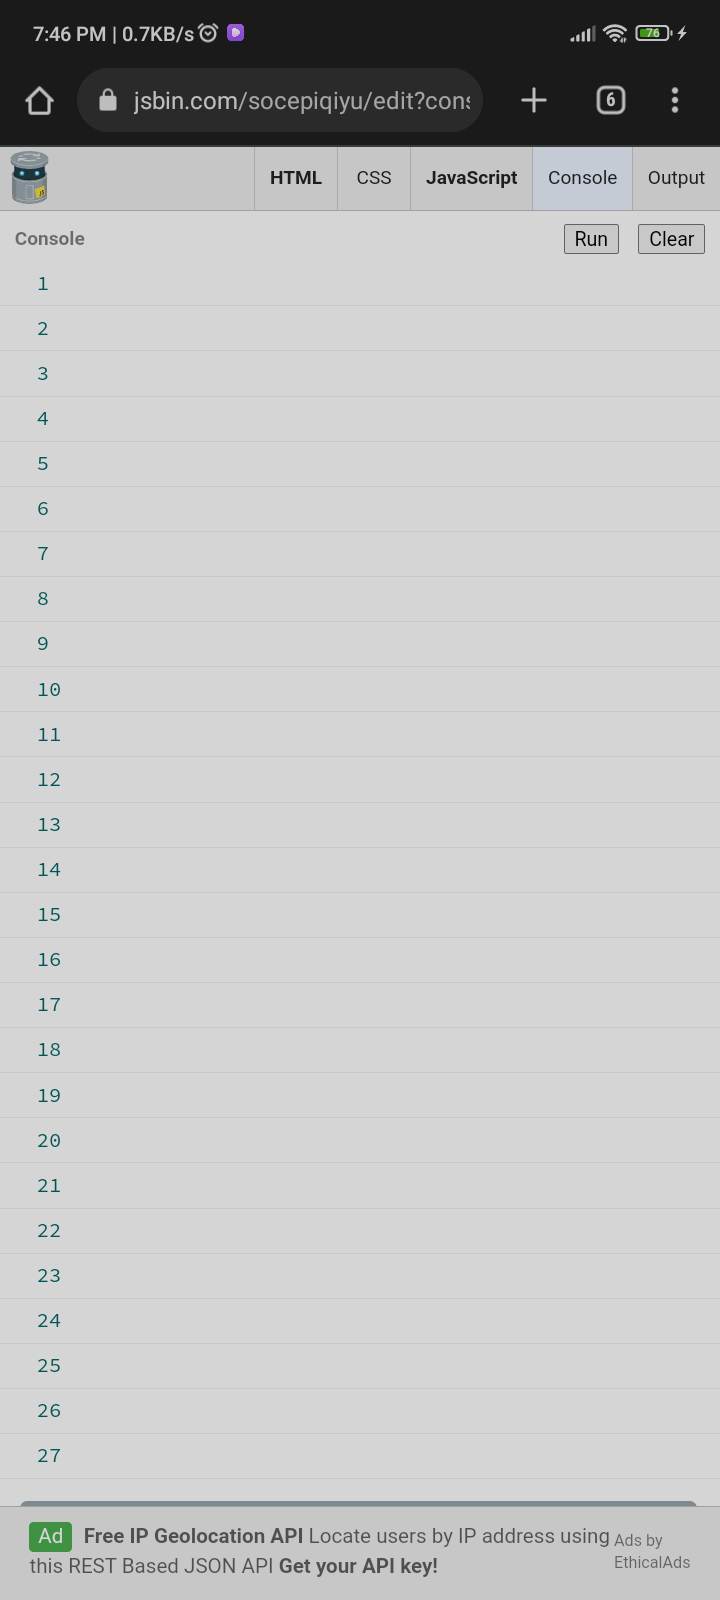 7:46 PM | 0.7KB/s
76
jsbin.com/socepiqiyu/edit?cons
6
HTML
CSS
JavaScript
Console
Output
Console
Run
Clear
1
2
3
4
5
6
7
8
9
10
11
12
13
14
15
16
17
18
19
20
21
22
23
24
25
26
27
Ad Free IP Geolocation API Locate users by IP address using
this REST Based JSON API Get your API key!
Ads by
EthicalAds